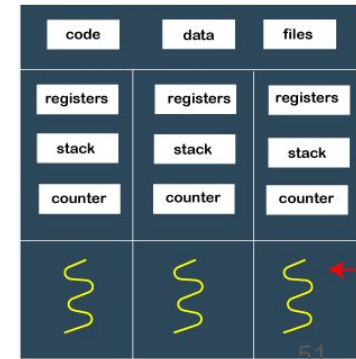 code data files
registers registers registers
stack stack stack
counter counter counter
51